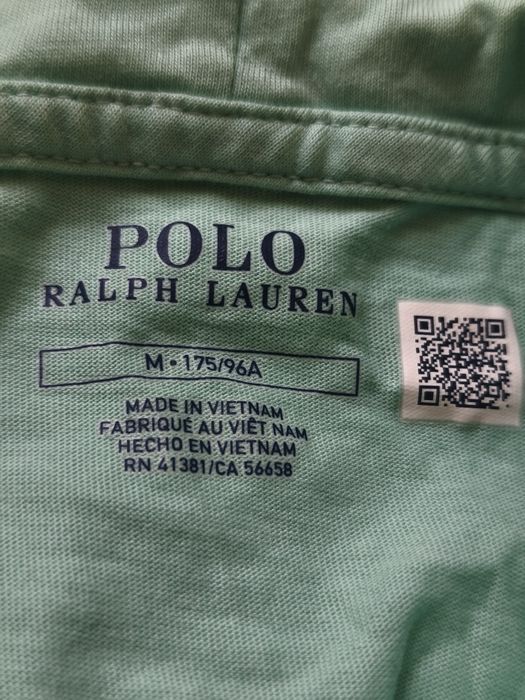 POLO
RALPH LAUREN
M • 175/96A
MADE IN VIETNAM
FABRIQUÉ AU VIÊT NAM
HECHO EN VIETNAM
RN 41381/CA 56658